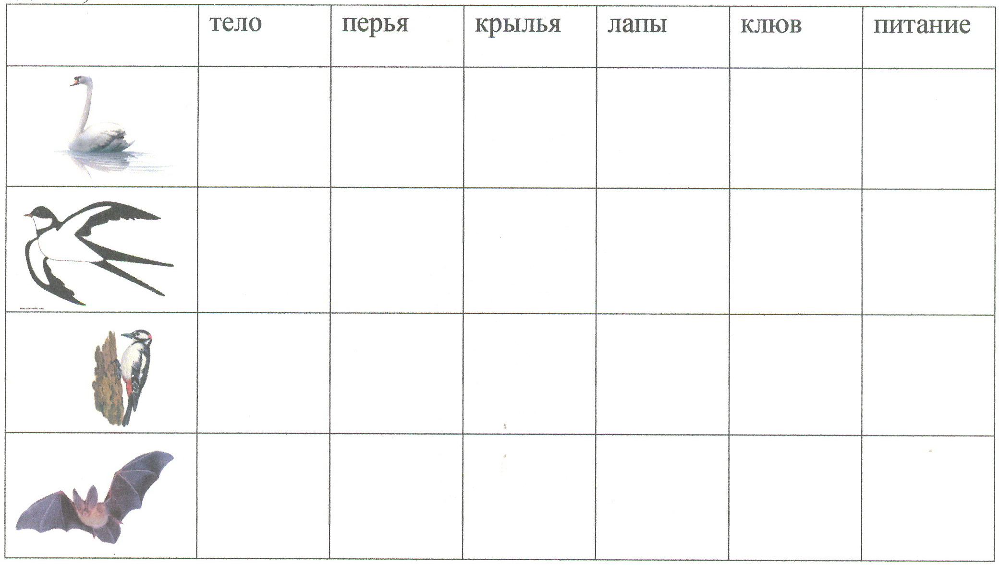 тело
перья
крылья
лапы
клюв
питание